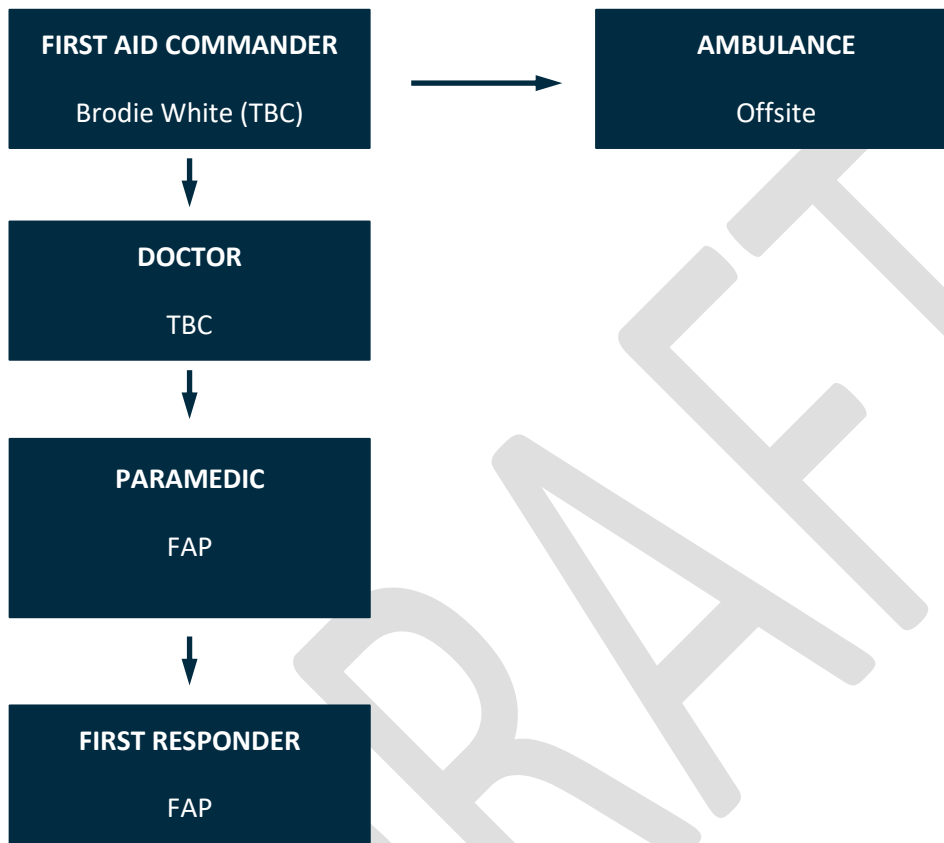 FIRST AID COMMANDER
Brodie White (TBC)
AMBULANCE
Offsite
DOCTOR
TBC
PARAMEDIC
FAP
FIRST RESPONDER
FAP
DRAFT